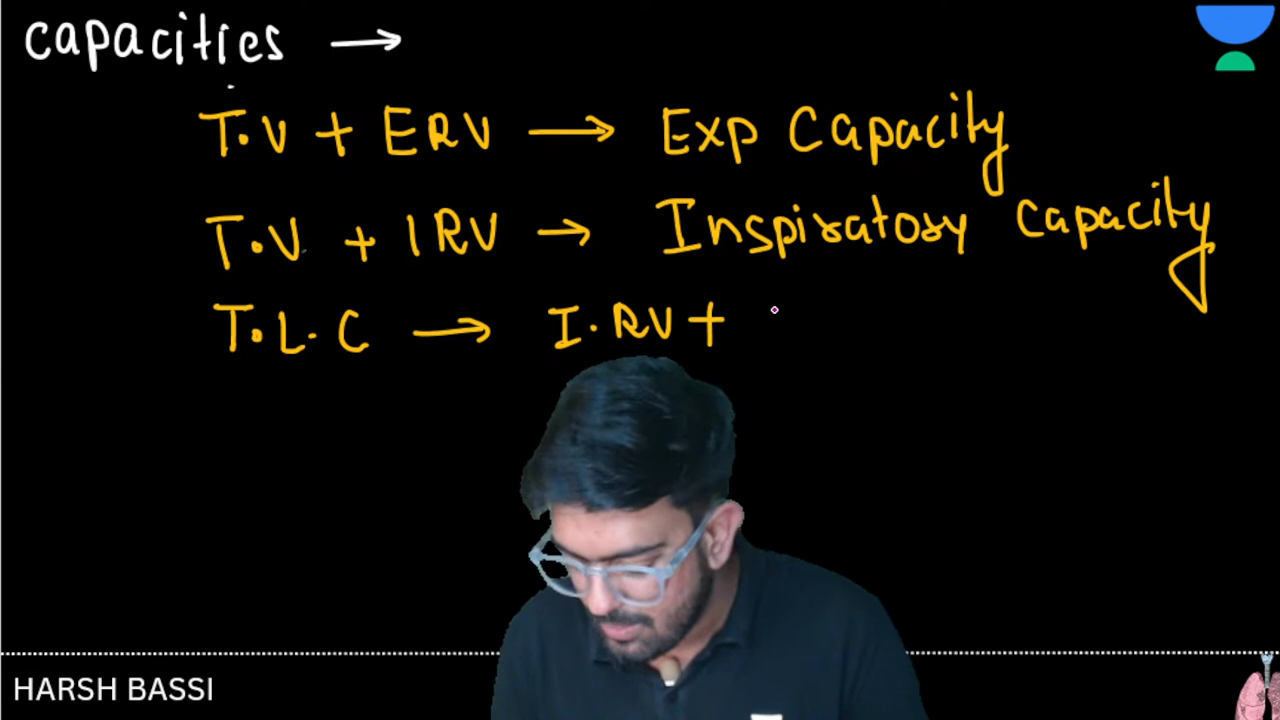 capacities →
T.V + ERV → Exp Capacity
T.V + IRV → Inspiratory capacity
T.L.C → I.RV +
HARSH BASSI